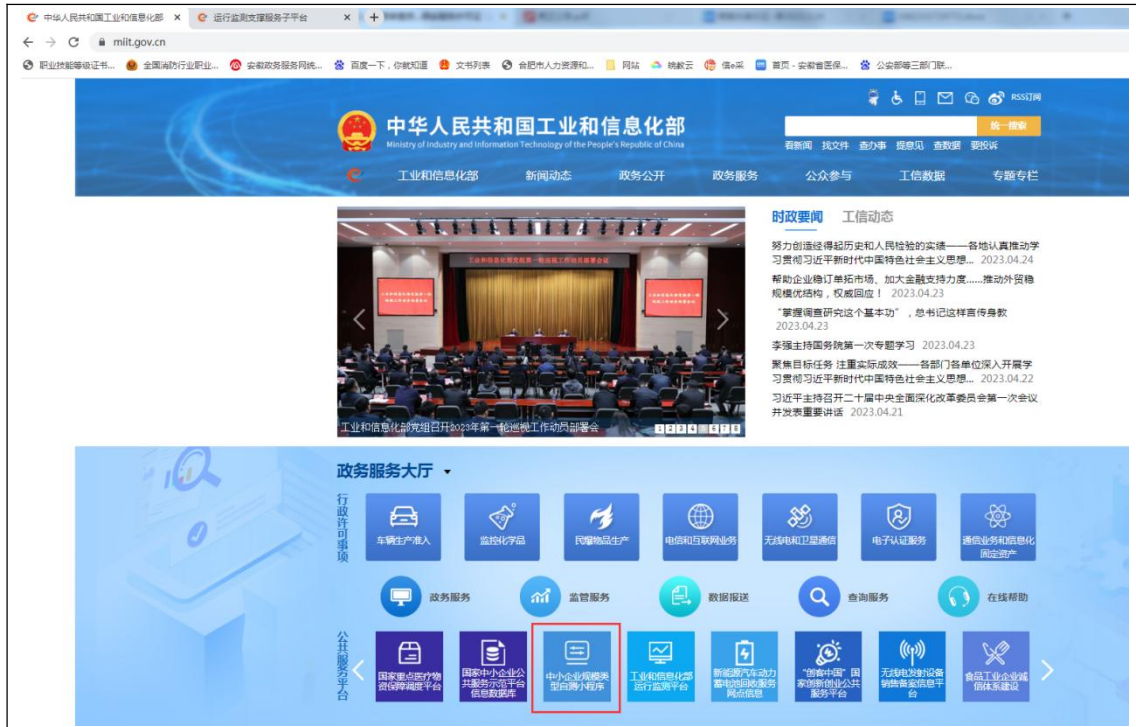 中华人民共和国工业和信息化部
运行监测支撑服务子平台
miit.gov.cn
职业技能等级证书...
全国消防行业职业...
安徽政务服务网统...
百度一下，你就知道
文书列表
合肥市人力资源和...
网站
皖教云
信e采
首页 - 安徽省医保...
公安部等三部门联...
RSS订阅
中华人民共和国工业和信息化部
Ministry of Industry and Information Technology of the People's Republic of China
统一搜索
看新闻 找文件 查办事 提意见 查数据 要投诉
工业和信息化部 新闻动态 政务公开 政务服务 公众参与 工信数据 专题专栏
工业和信息化部党组召开2023年第一轮巡视工作动员部署会
1 2 3 4 5 6 7 8
时政要闻 工信动态
努力创造经得起历史和人民检验的实绩——各地认真推动学
习贯彻习近平新时代中国特色社会主义思想... 2023.04.24
帮助企业稳订单拓市场、加大金融支持力度......推动外贸稳
规模优结构，权威回应！ 2023.04.23
“掌握调查研究这个基本功”，总书记这样言传身教
2023.04.23
李强主持国务院第一次专题学习 2023.04.23
聚焦目标任务 注重实际成效——各部门各单位深入开展学
习贯彻习近平新时代中国特色社会主义思想... 2023.04.22
习近平主持召开二十届中央全面深化改革委员会第一次会议
并发表重要讲话 2023.04.21
政务服务大厅
行政许可事项
车辆生产准入
监控化学品
民爆物品生产
电信和互联网业务
无线电和卫星通信
电子认证服务
通信业务和信息化
固定资产
政务服务
监管服务
数据报送
查询服务
在线帮助
公共服务平台
国家重点医疗物
资保障调度平台
国家中小企业公
共服务示范平台
信息数据库
中小企业规模类
型自测小程序
工业和信息化部
运行监测平台
新能源汽车动力
蓄电池回收服务
网点信息
“创客中国”国
家创新创业公共
服务平台
无线电发射设备
销售备案信息平
台
食品工业企业诚
信体系建设